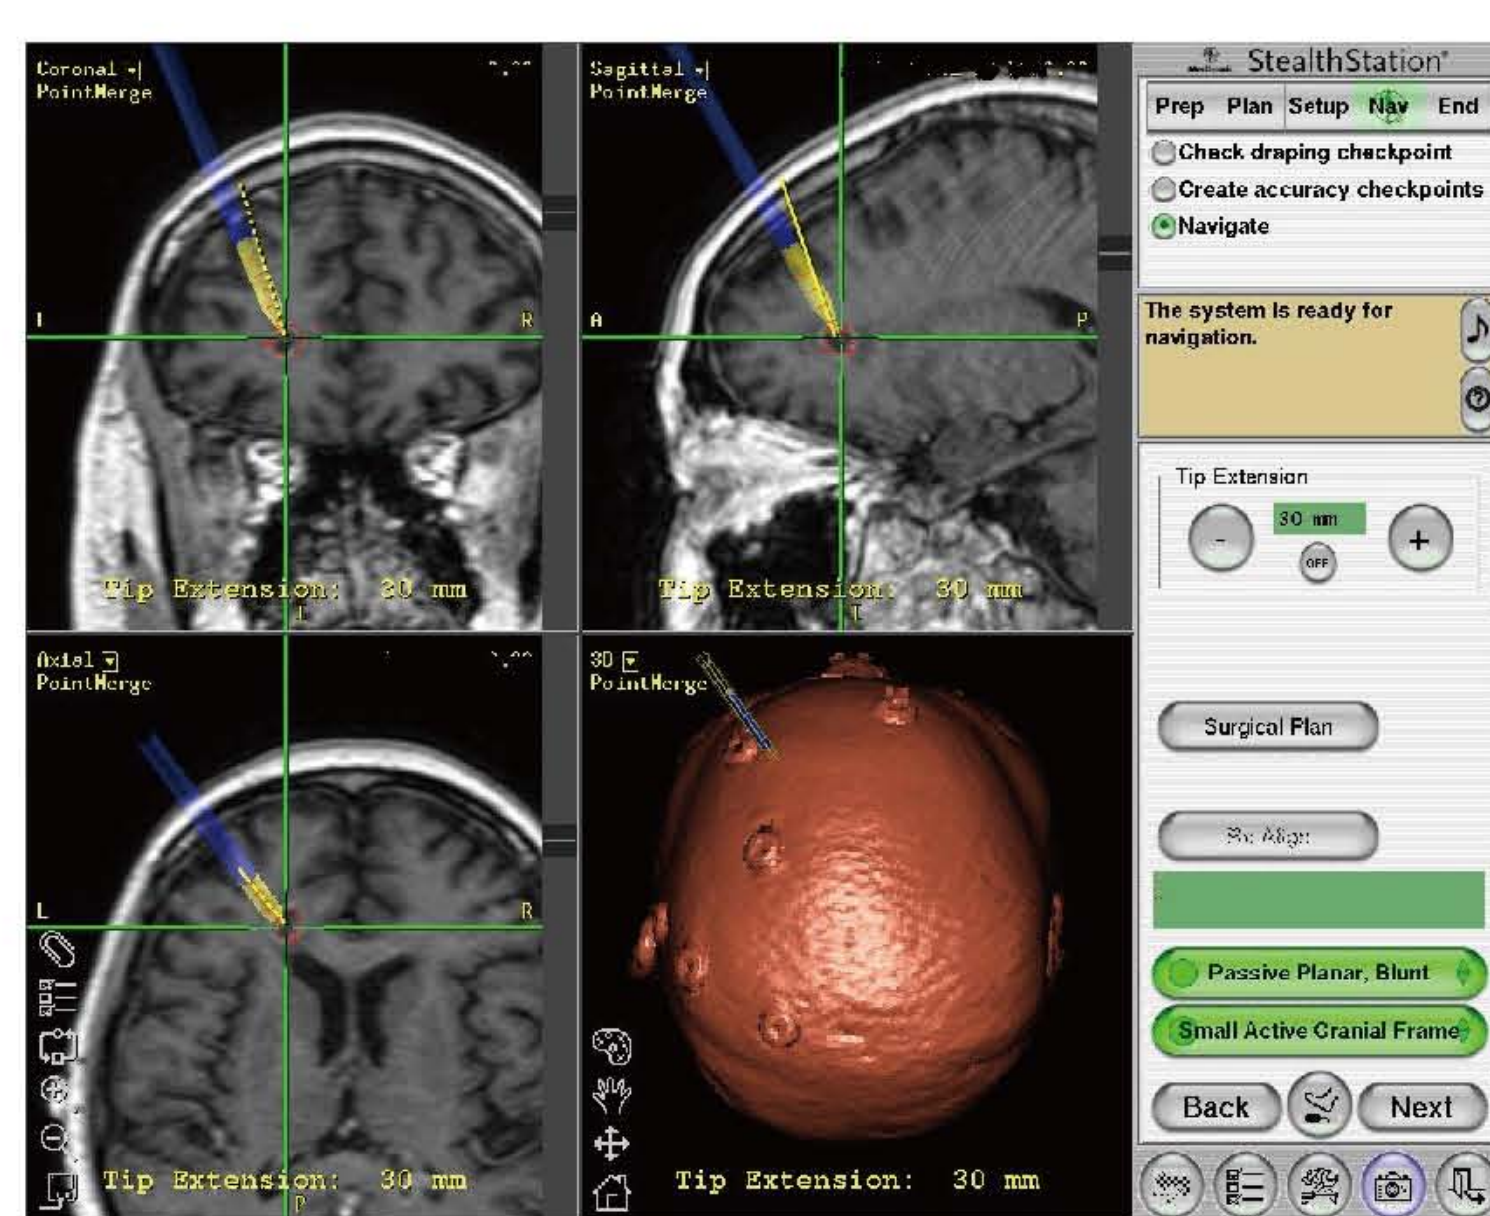 Coronal
PointMerge
L
R
Tip Extension: 30 mm
I
Sagittal
PointMerge
A
P
Tip Extension: 30 mm
I
Axial
PointMerge
L
R
Tip Extension: 30 mm
P
3D
PointMerge
Tip Extension: 30 mm
StealthStation®
Prep Plan Setup Nav End
Check draping checkpoint
Create accuracy checkpoints
Navigate
The system is ready for
navigation.
Tip Extension
30 mm
- +
OFF
Surgical Plan
Passive Planar, Blunt
Small Active Cranial Frame
Back Next